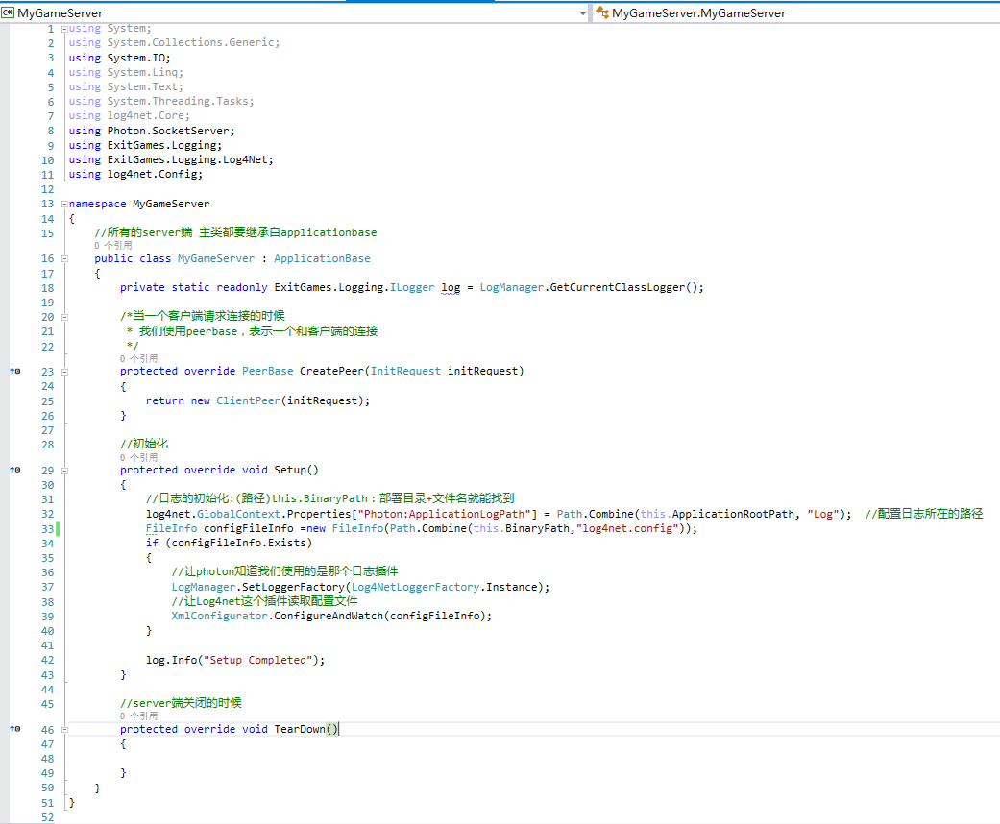 C# MyGameServer MyGameServer.MyGameServer
1 using System;
2 using System.Collections.Generic;
3 using System.IO;
4 using System.Linq;
5 using System.Text;
6 using System.Threading.Tasks;
7 using log4net.Core;
8 using Photon.SocketServer;
9 using ExitGames.Logging;
10 using ExitGames.Logging.Log4Net;
11 using log4net.Config;
12
13 namespace MyGameServer
14 {
15 //所有的server端 主类都要继承自applicationbase
0 个引用
16 public class MyGameServer : ApplicationBase
17 {
18 private static readonly ExitGames.Logging.ILogger log = LogManager.GetCurrentClassLogger();
19
20 /*当一个客户端请求连接的时候
21 * 我们使用peerbase，表示一个和客户端的连接
22 */
0 个引用
23 protected override PeerBase CreatePeer(InitRequest initRequest)
24 {
25 return new ClientPeer(initRequest);
26 }
27
28 //初始化
0 个引用
29 protected override void Setup()
30 {
31 //日志的初始化:(路径)this.BinaryPath：部署目录+文件名就能找到
32 log4net.GlobalContext.Properties["Photon:ApplicationLogPath"] = Path.Combine(this.ApplicationRootPath, "Log"); //配置日志所在的路径
33 FileInfo configFileInfo =new FileInfo(Path.Combine(this.BinaryPath,"log4net.config"));
34 if (configFileInfo.Exists)
35 {
36 //让photon知道我们使用的是那个日志插件
37 LogManager.SetLoggerFactory(Log4NetLoggerFactory.Instance);
38 //让Log4net这个插件读取配置文件
39 XmlConfigurator.ConfigureAndWatch(configFileInfo);
40 }
41
42 log.Info("Setup Completed");
43 }
44
45 //server端关闭的时候
0 个引用
46 protected override void TearDown()
47 {
48
49 }
50 }
51 }
52